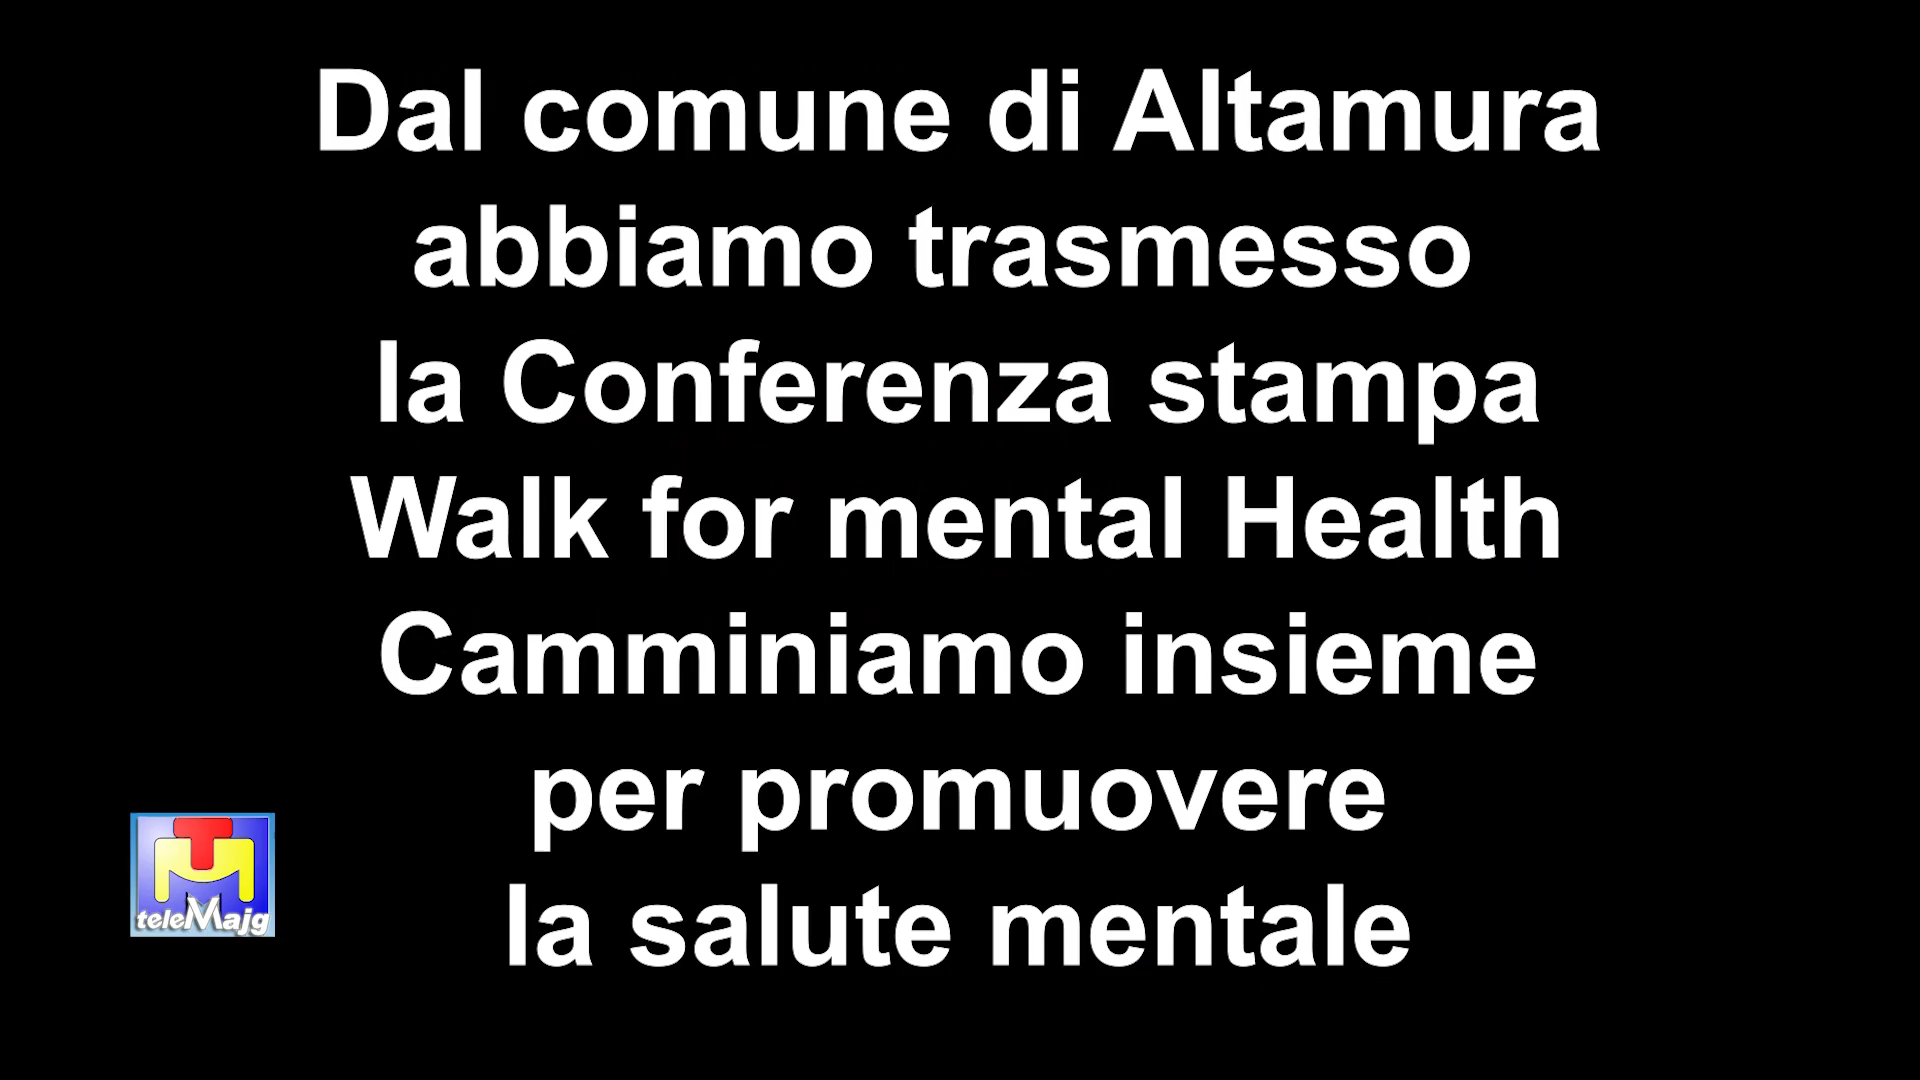 Dal comune di Altamura
abbiamo trasmesso
la Conferenza stampa
Walk for mental Health
Camminiamo insieme
per promuovere
la salute mentale
TM
teleMajg